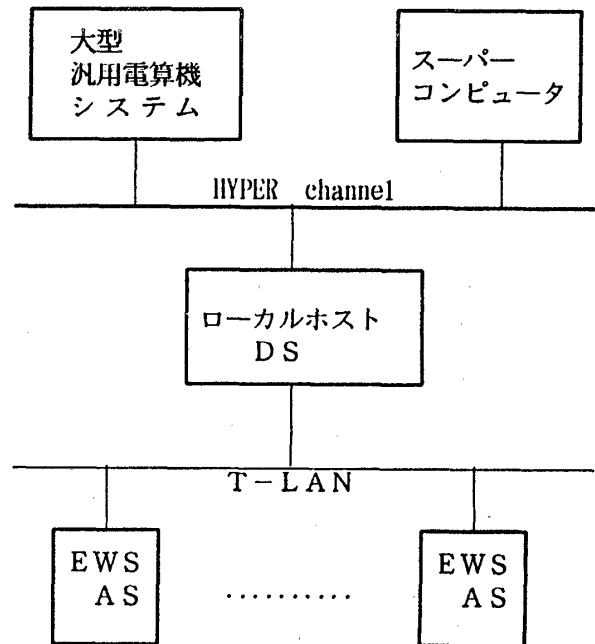 大型
汎用電算機
システム
スーパー
コンピュータ
HYPER channel
ローカルホスト
DS
T-LAN
EWS
AS
..........
EWS
AS